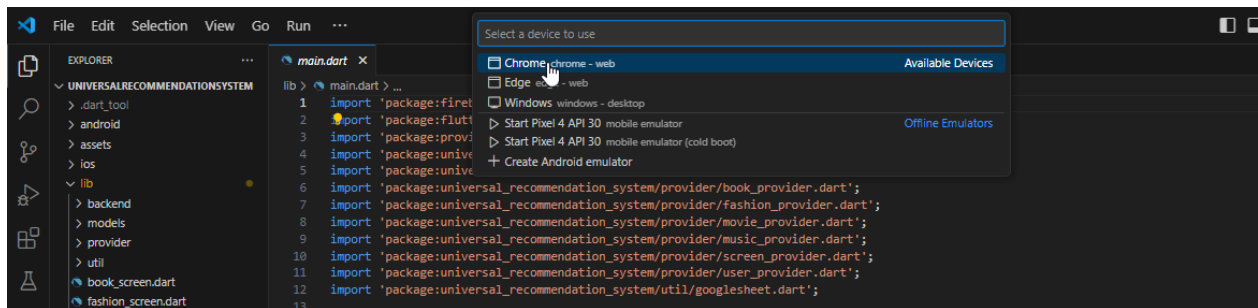 File Edit Selection View Go Run ...
Select a device to use
EXPLORER ...
main.dart
Chrome chrome - web Available Devices
UNIVERSALRECOMMENDATIONSYSTEM
lib > main.dart > ...
Edge - web
> .dart_tool
1 import 'package:
Windows windows - desktop
> android
2 import 'package:
Start Pixel 4 API 30 mobile emulator Offline Emulators
> assets
3 import 'package:
Start Pixel 4 API 30 mobile emulator (cold boot)
> ios
4 import 'package:
+ Create Android emulator
lib
5 import 'package:
> backend
6 import 'package:universal_recommendation_system/provider/book_provider.dart';
> models
7 import 'package:universal_recommendation_system/provider/fashion_provider.dart';
8 import 'package:universal_recommendation_system/provider/movie_provider.dart';
> provider
9 import 'package:universal_recommendation_system/provider/music_provider.dart';
> util
10 import 'package:universal_recommendation_system/provider/screen_provider.dart';
book_screen.dart
11 import 'package:universal_recommendation_system/provider/user_provider.dart';
fashion_screen.dart
12 import 'package:universal_recommendation_system/util/googlesheet.dart';
13